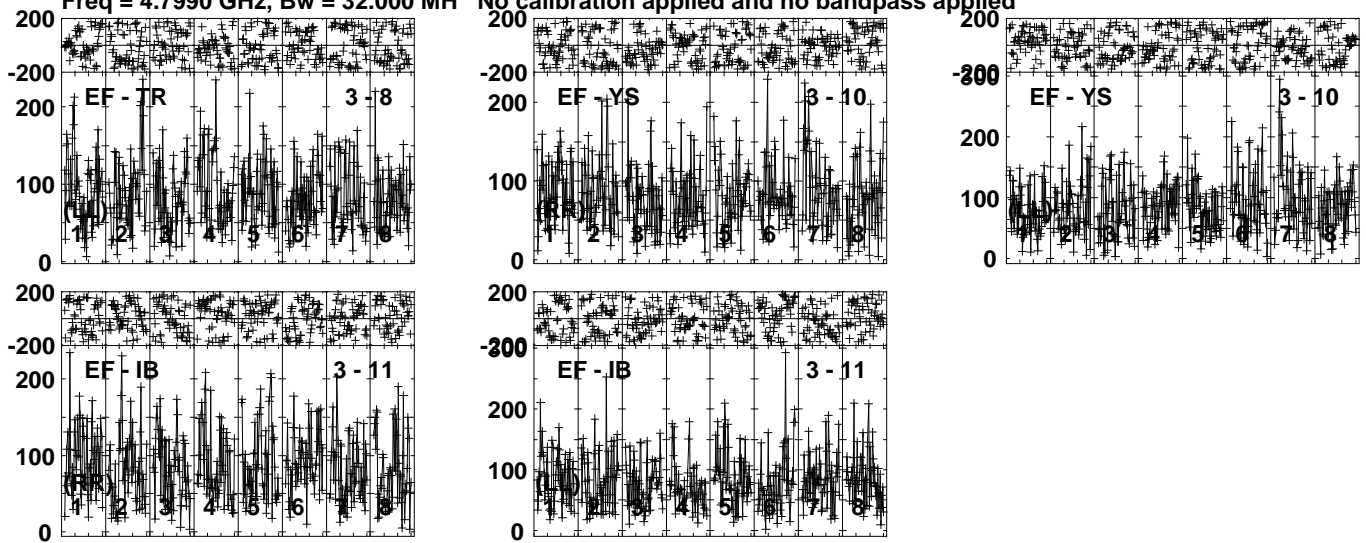 Freq = 4.7990 GHz, Bw = 32.000 MH No calibration applied and no bandpass applied
200
-200
200
100
0
EF - TR 3 - 8
(LL)
1 2 3 4 5 6 7 8
200
-200
200
100
0
EF - YS 3 - 10
(RR)
1 2 3 4 5 6 7 8
200
-200
300
200
100
0
EF - YS 3 - 10
(LL)
1 2 3 4 5 6 7 8
200
-200
200
100
0
EF - IB 3 - 11
(RR)
1 2 3 4 5 6 7 8
200
-200
300
200
100
0
EF - IB 3 - 11
(LL)
1 2 3 4 5 6 7 8